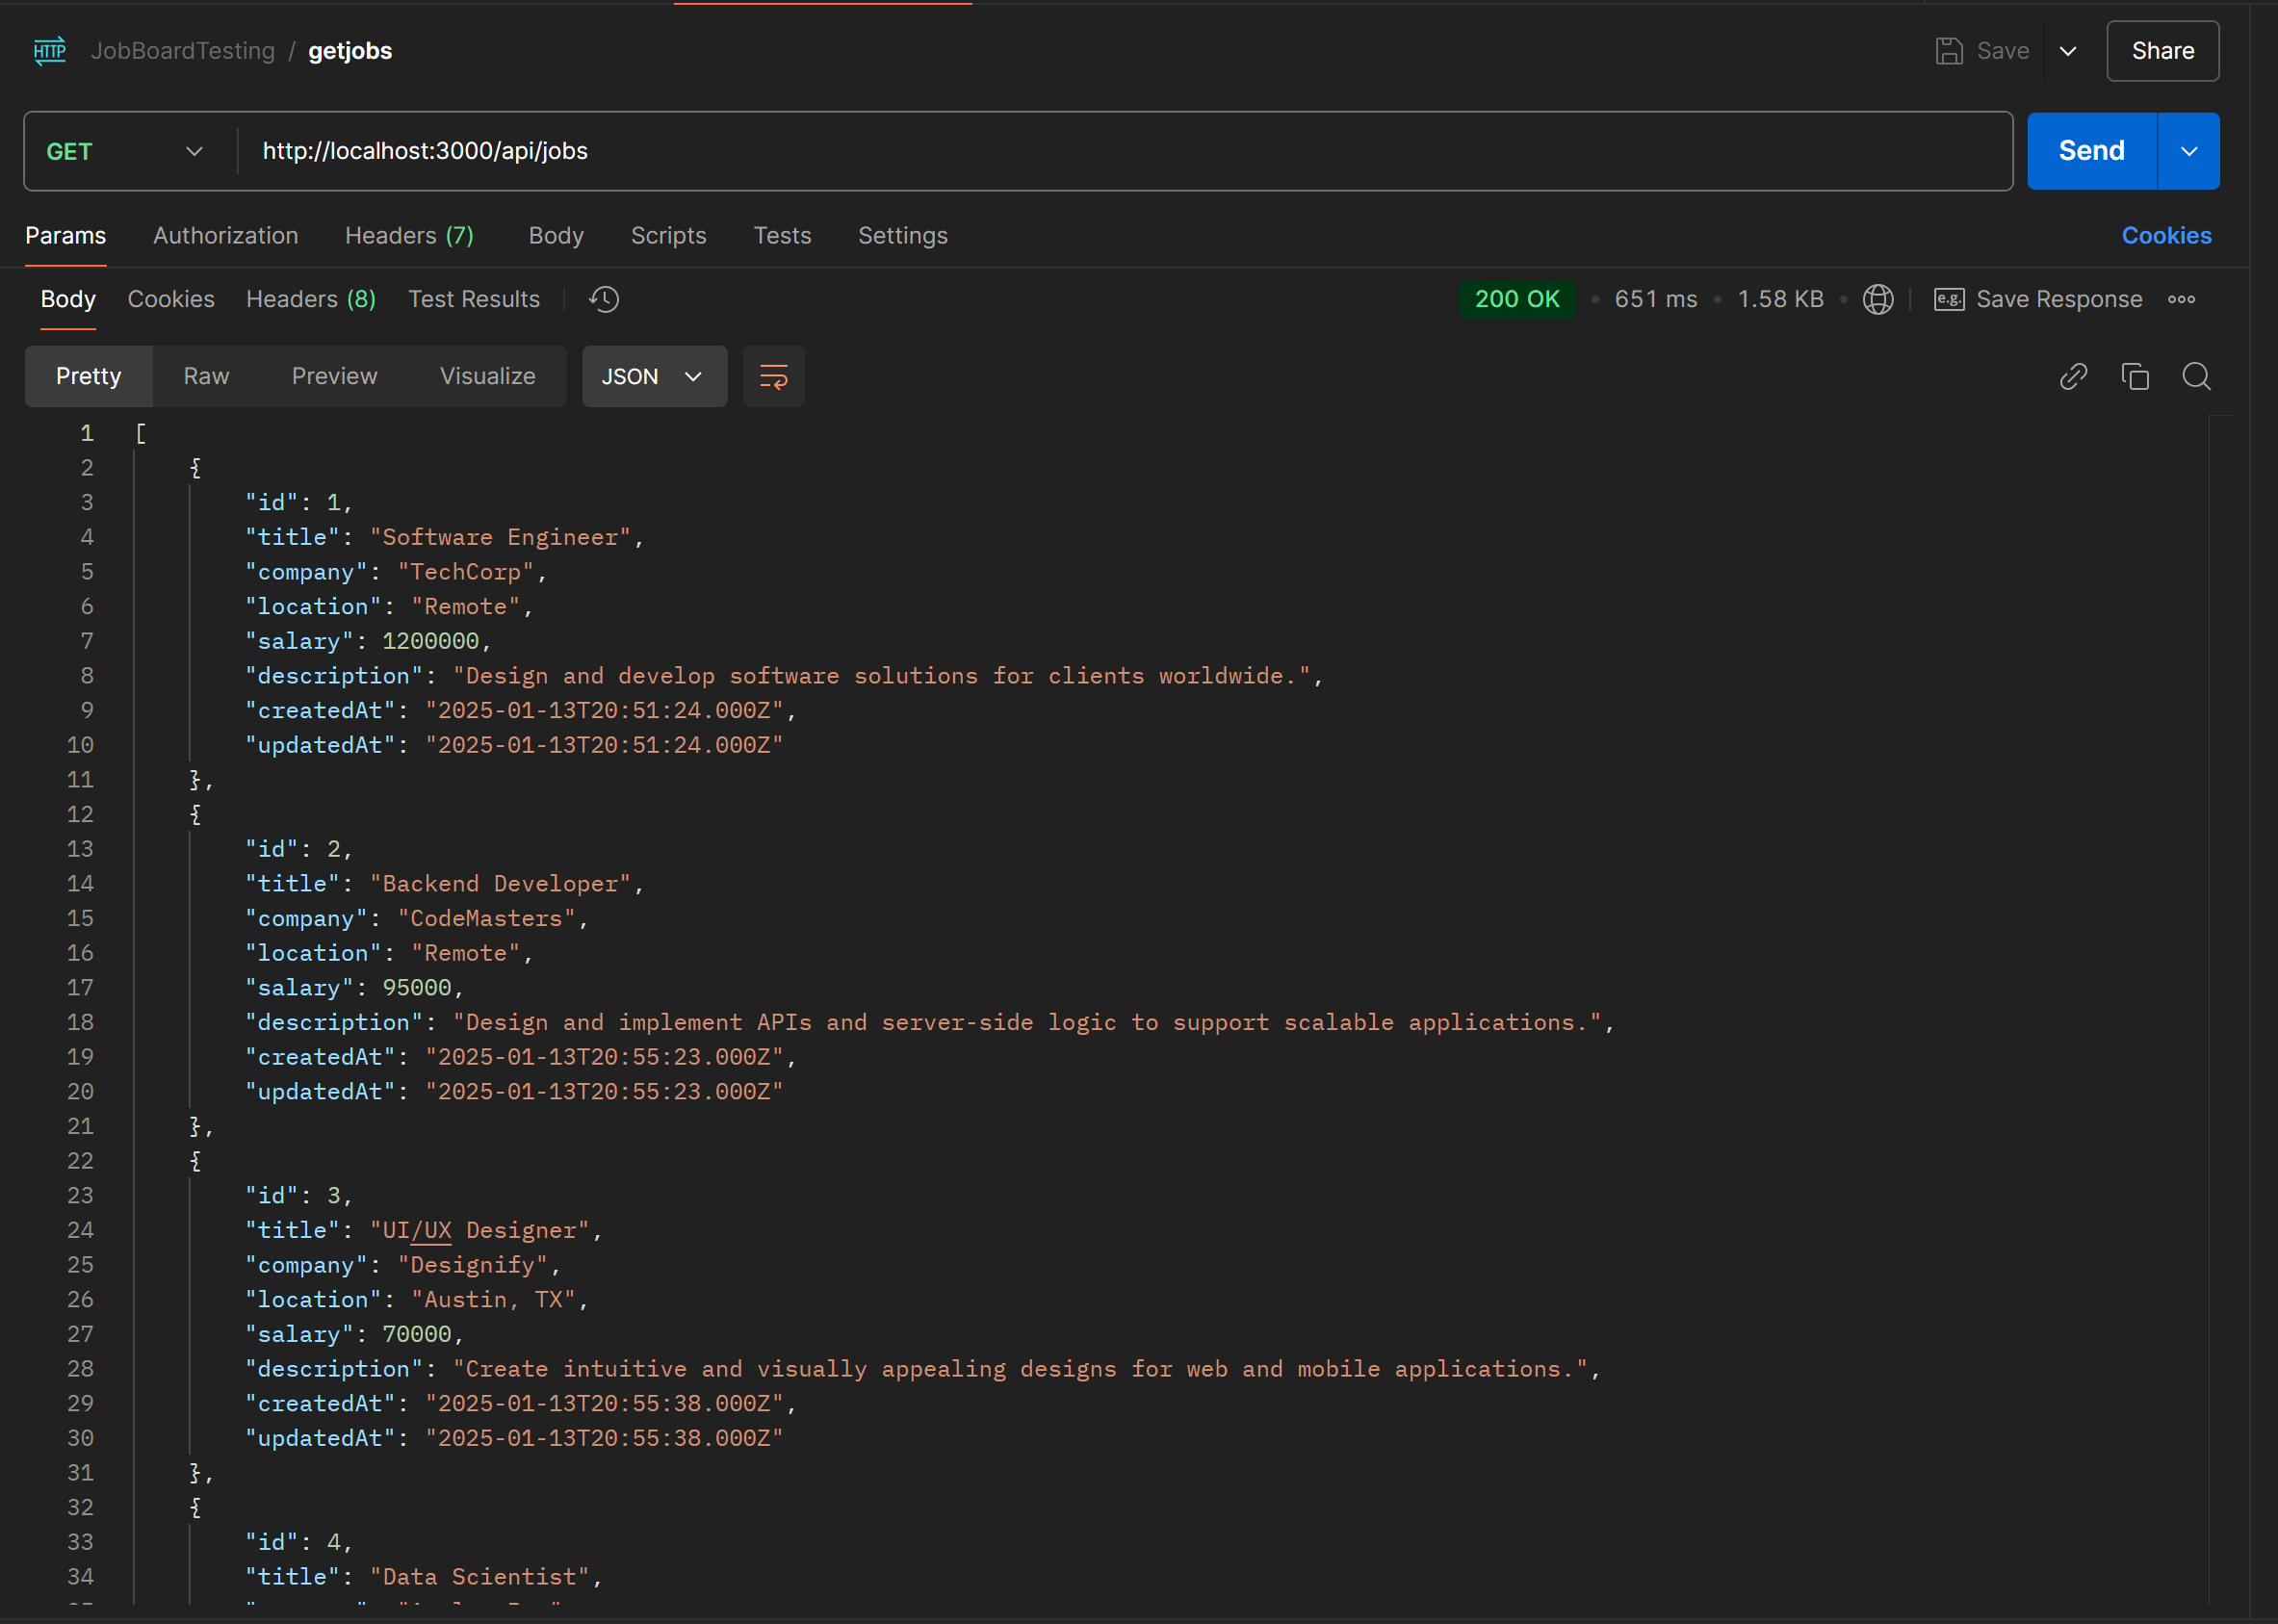 HTTP JobBoardTesting / getjobs Save Share
GET http://localhost:3000/api/jobs Send
Params Authorization Headers (7) Body Scripts Tests Settings Cookies
Body Cookies Headers (8) Test Results 200 OK • 651 ms • 1.58 KB • e.g. Save Response
Pretty Raw Preview Visualize JSON
1 [
2 {
3 "id": 1,
4 "title": "Software Engineer",
5 "company": "TechCorp",
6 "location": "Remote",
7 "salary": 1200000,
8 "description": "Design and develop software solutions for clients worldwide.",
9 "createdAt": "2025-01-13T20:51:24.000Z",
10 "updatedAt": "2025-01-13T20:51:24.000Z"
11 },
12 {
13 "id": 2,
14 "title": "Backend Developer",
15 "company": "CodeMasters",
16 "location": "Remote",
17 "salary": 95000,
18 "description": "Design and implement APIs and server-side logic to support scalable applications.",
19 "createdAt": "2025-01-13T20:55:23.000Z",
20 "updatedAt": "2025-01-13T20:55:23.000Z"
21 },
22 {
23 "id": 3,
24 "title": "UI/UX Designer",
25 "company": "Designify",
26 "location": "Austin, TX",
27 "salary": 70000,
28 "description": "Create intuitive and visually appealing designs for web and mobile applications.",
29 "createdAt": "2025-01-13T20:55:38.000Z",
30 "updatedAt": "2025-01-13T20:55:38.000Z"
31 },
32 {
33 "id": 4,
34 "title": "Data Scientist",